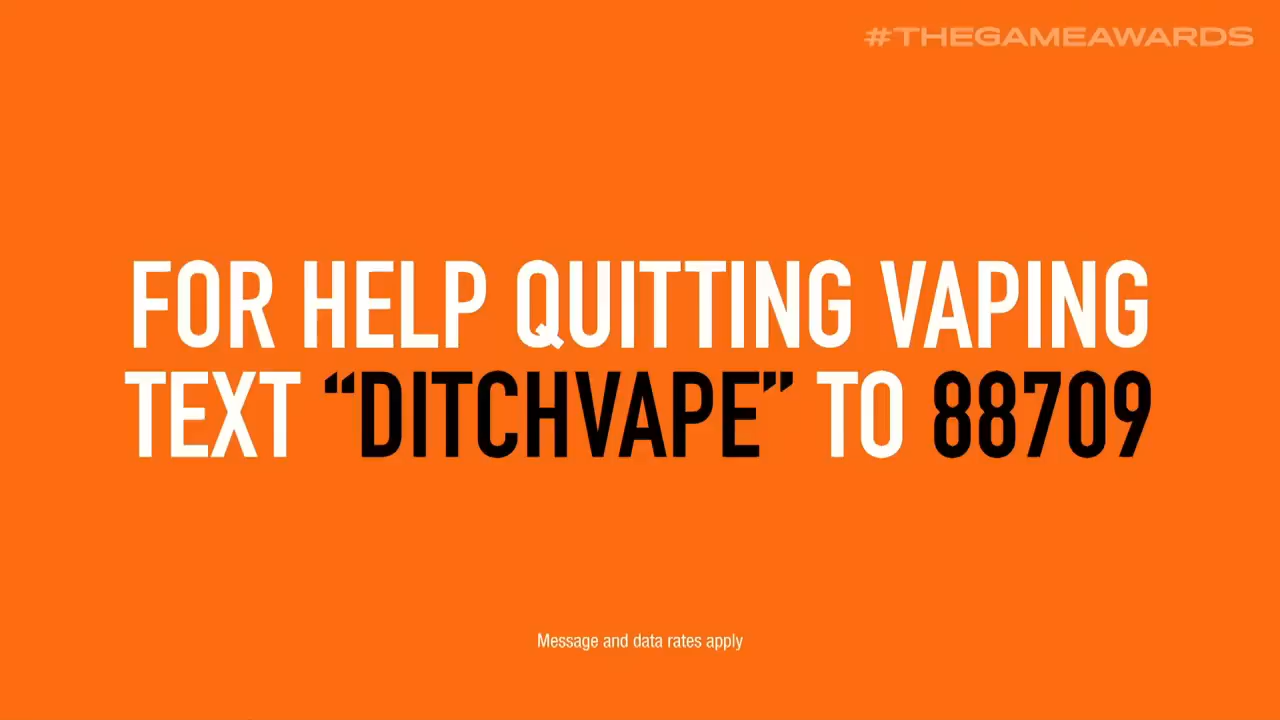 #THEGAMEAWARDS
FOR HELP QUITTING VAPING
TEXT “DITCHVAPE” TO 88709
Message and data rates apply